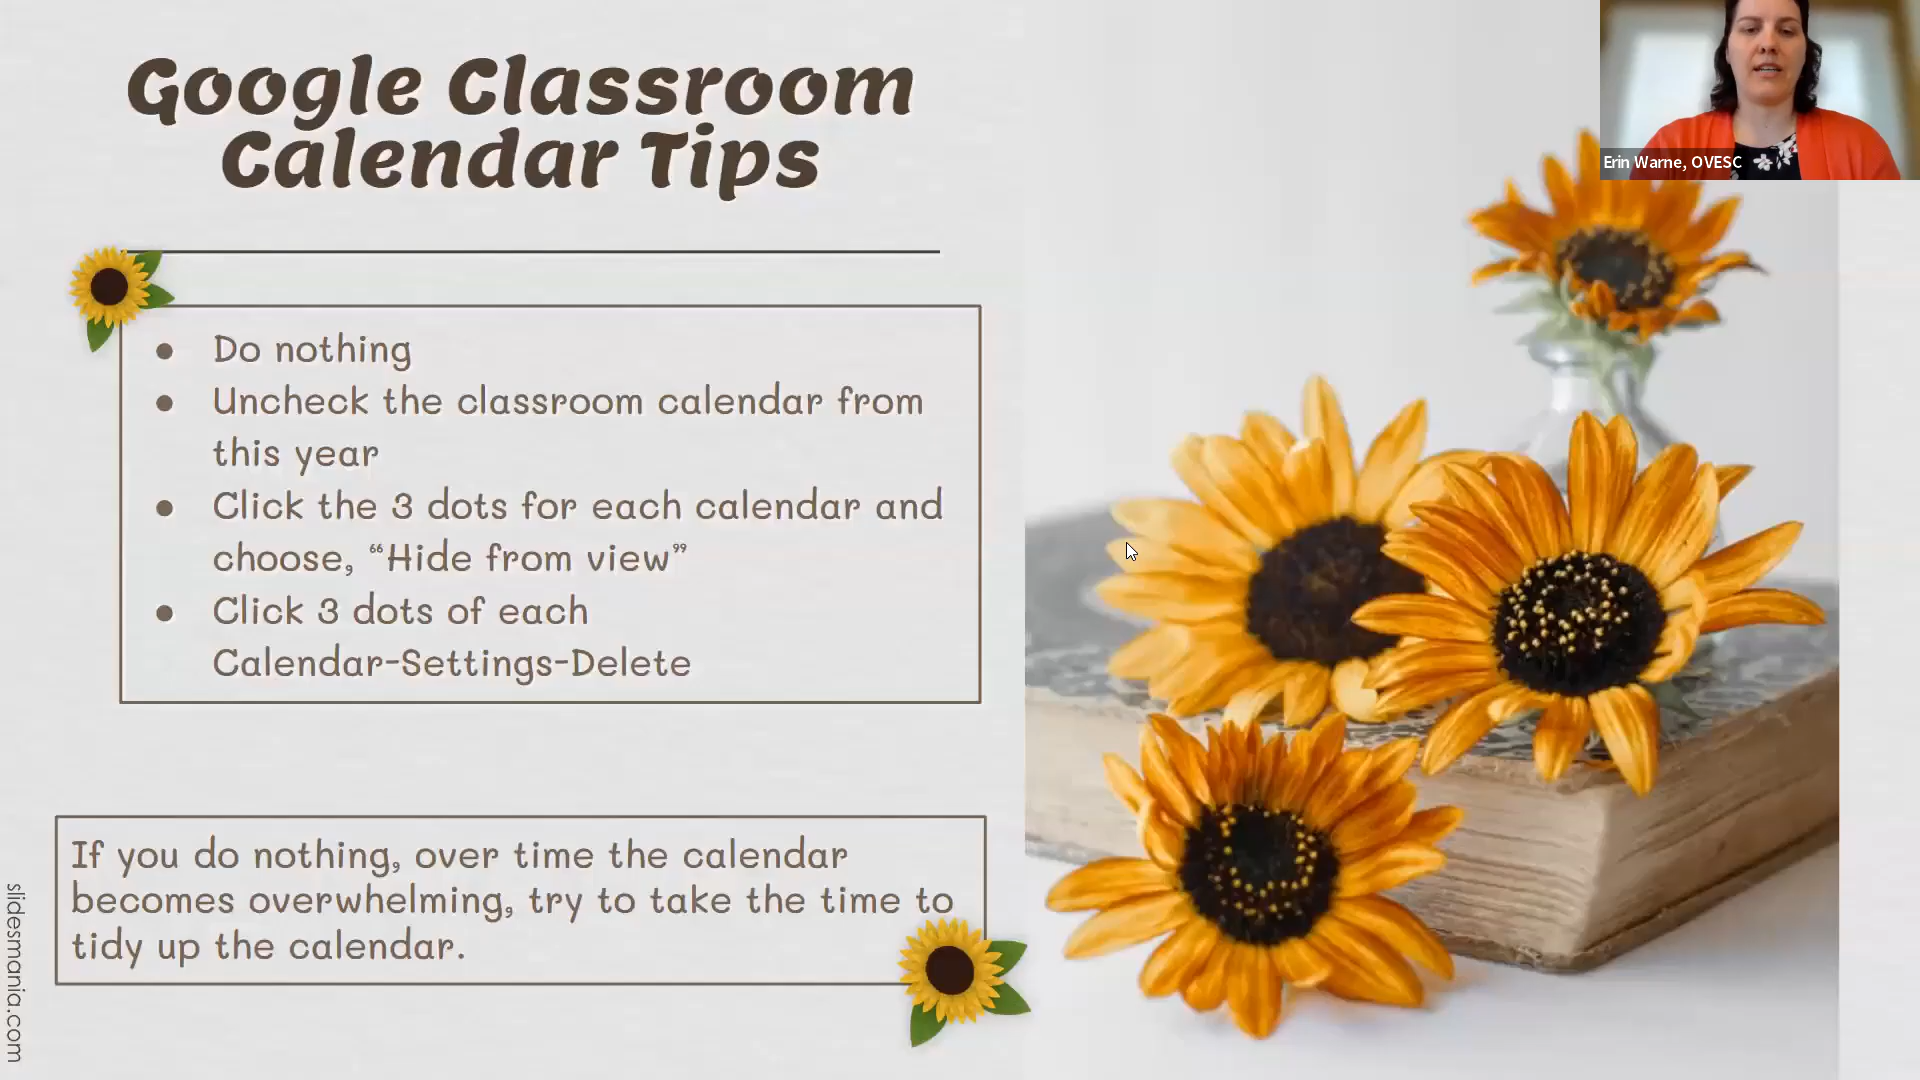 Google Classroom
Calendar Tips
Erin Warne, OVESC
● Do nothing
● Uncheck the classroom calendar from
this year
● Click the 3 dots for each calendar and
choose, “Hide from view”
● Click 3 dots of each
Calendar-Settings-Delete
If you do nothing, over time the calendar
becomes overwhelming, try to take the time to
tidy up the calendar.
slidesmania.com